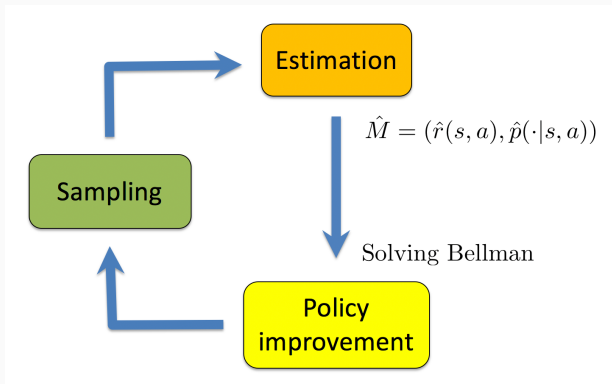 Estimation
M̂ = (r̂(s, a), p̂(·|s, a))
Sampling
Solving Bellman
Policy
improvement